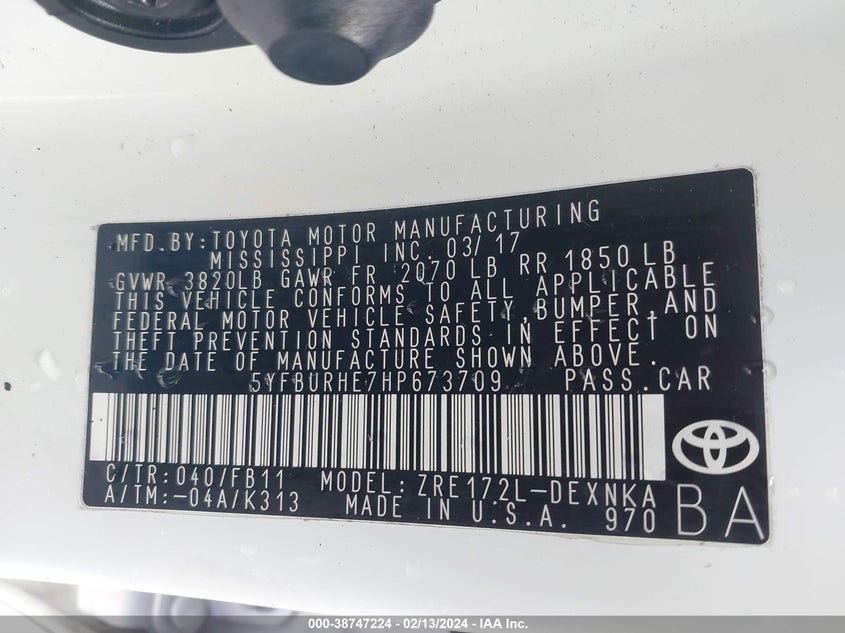 MFD.BY:TOYOTA MOTOR MANUFACTURING
MISSISSIPPI INC. 03/17
GVWR 3820LB GAWR FR 2070 LB RR 1850 LB
THIS VEHICLE CONFORMS TO ALL APPLICABLE
FEDERAL MOTOR VEHICLE SAFETY,BUMPER,AND
THEFT PREVENTION STANDARDS IN EFFECT ON
THE DATE OF MANUFACTURE SHOWN ABOVE.
5YFBURHE7HP673709 PASS.CAR
C/TR:040/FB11 MODEL:ZRE172L-DEXNKA
A/TM:-04A/K313 MADE IN U.S.A. 970 BA
000-38747224 - 02/13/2024 - IAA Inc.